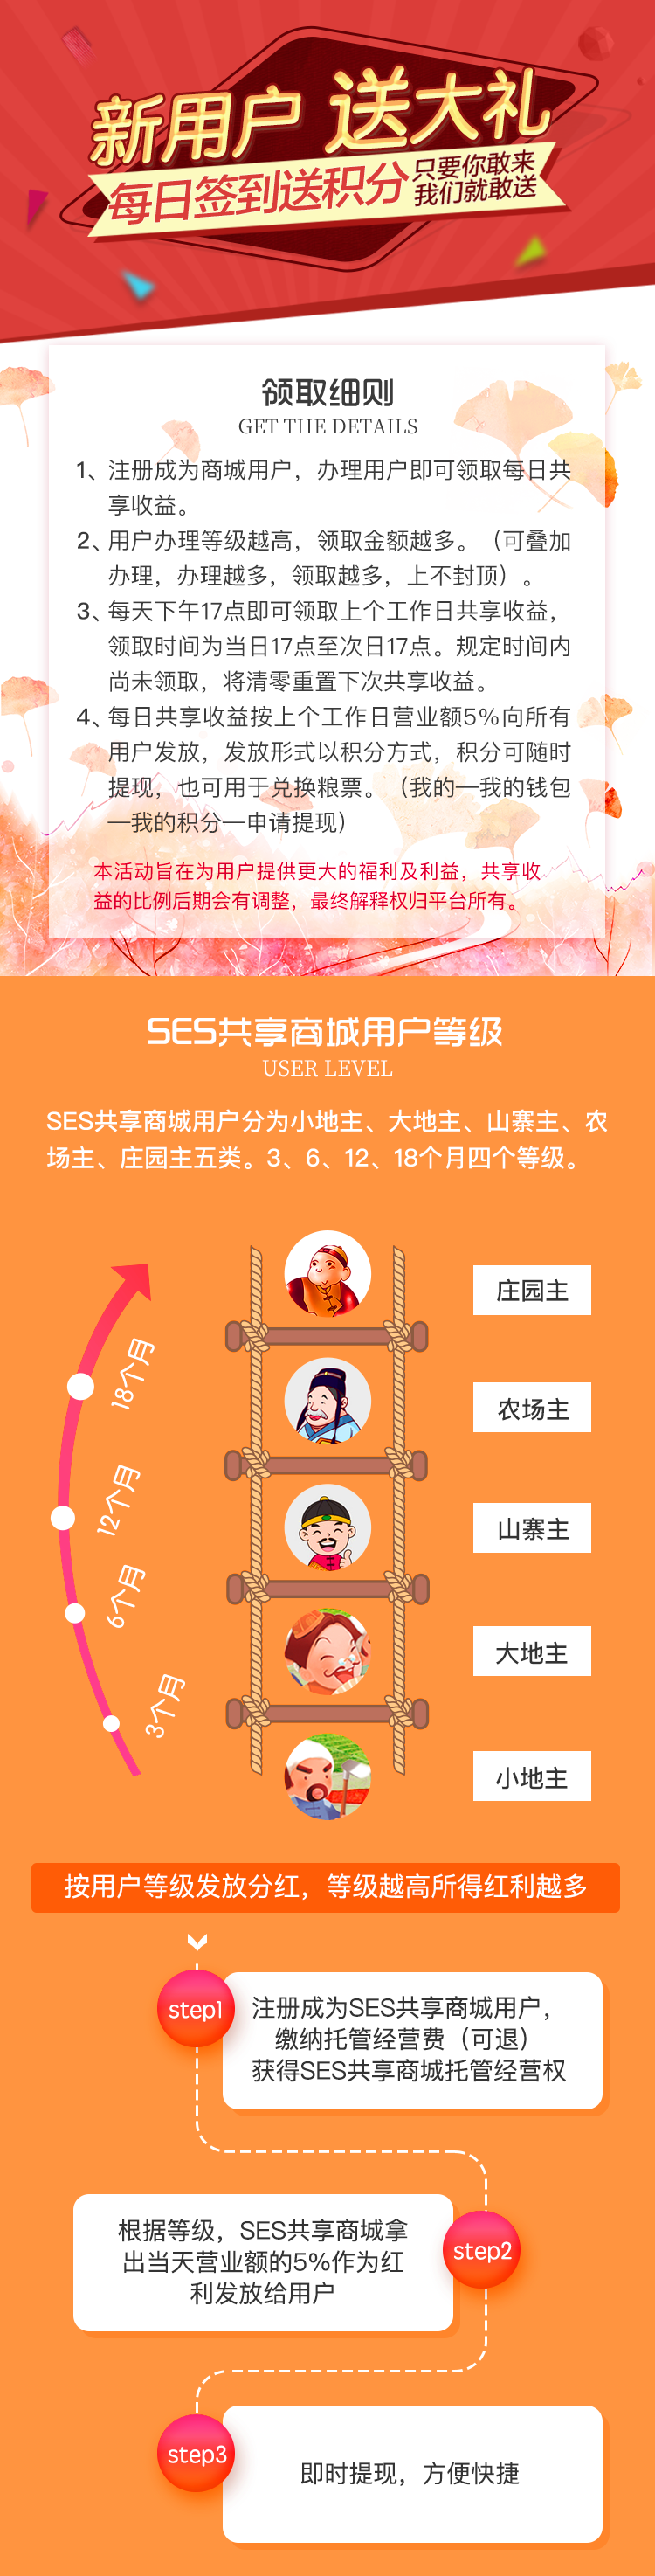 新用户 送大礼
每日签到送积分
只要你敢来
我们就敢送
领取细则
GET THE DETAILS
1、注册成为商城用户，办理用户即可领取每日共
享收益。
2、用户办理等级越高，领取金额越多。（可叠加
办理，办理越多，领取越多，上不封顶）。
3、每天下午17点即可领取上个工作日共享收益，
领取时间为当日17点至次日17点。规定时间内
尚未领取，将清零重置下次共享收益。
4、每日共享收益按上个工作日营业额5%向所有
用户发放，发放形式以积分方式，积分可随时
提现，也可用于兑换粮票。（我的—我的钱包
—我的积分—申请提现）
本活动旨在为用户提供更大的福利及利益，共享收
益的比例后期会有调整，最终解释权归平台所有。
SES共享商城用户等级
USER LEVEL
SES共享商城用户分为小地主、大地主、山寨主、农
场主、庄园主五类。3、6、12、18个月四个等级。
庄园主
18个月
农场主
12个月
山寨主
6个月
大地主
3个月
小地主
按用户等级发放分红，等级越高所得红利越多
step1
注册成为SES共享商城用户，
缴纳托管经营费（可退）
获得SES共享商城托管经营权
根据等级，SES共享商城拿
出当天营业额的5%作为红
利发放给用户
step2
step3
即时提现，方便快捷